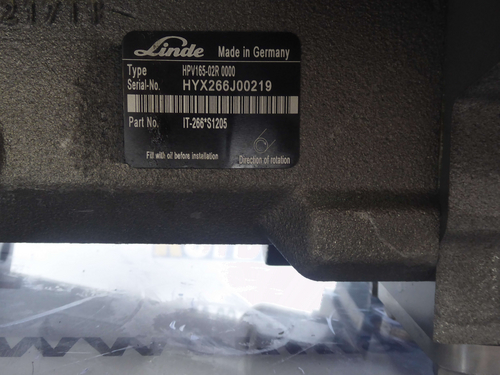 Linde Made in Germany
Type HPV165-02R 0000
Serial-No. HYX266J00219
Part No. IT-266*S1205
Fill with oil before installation
Direction of rotation